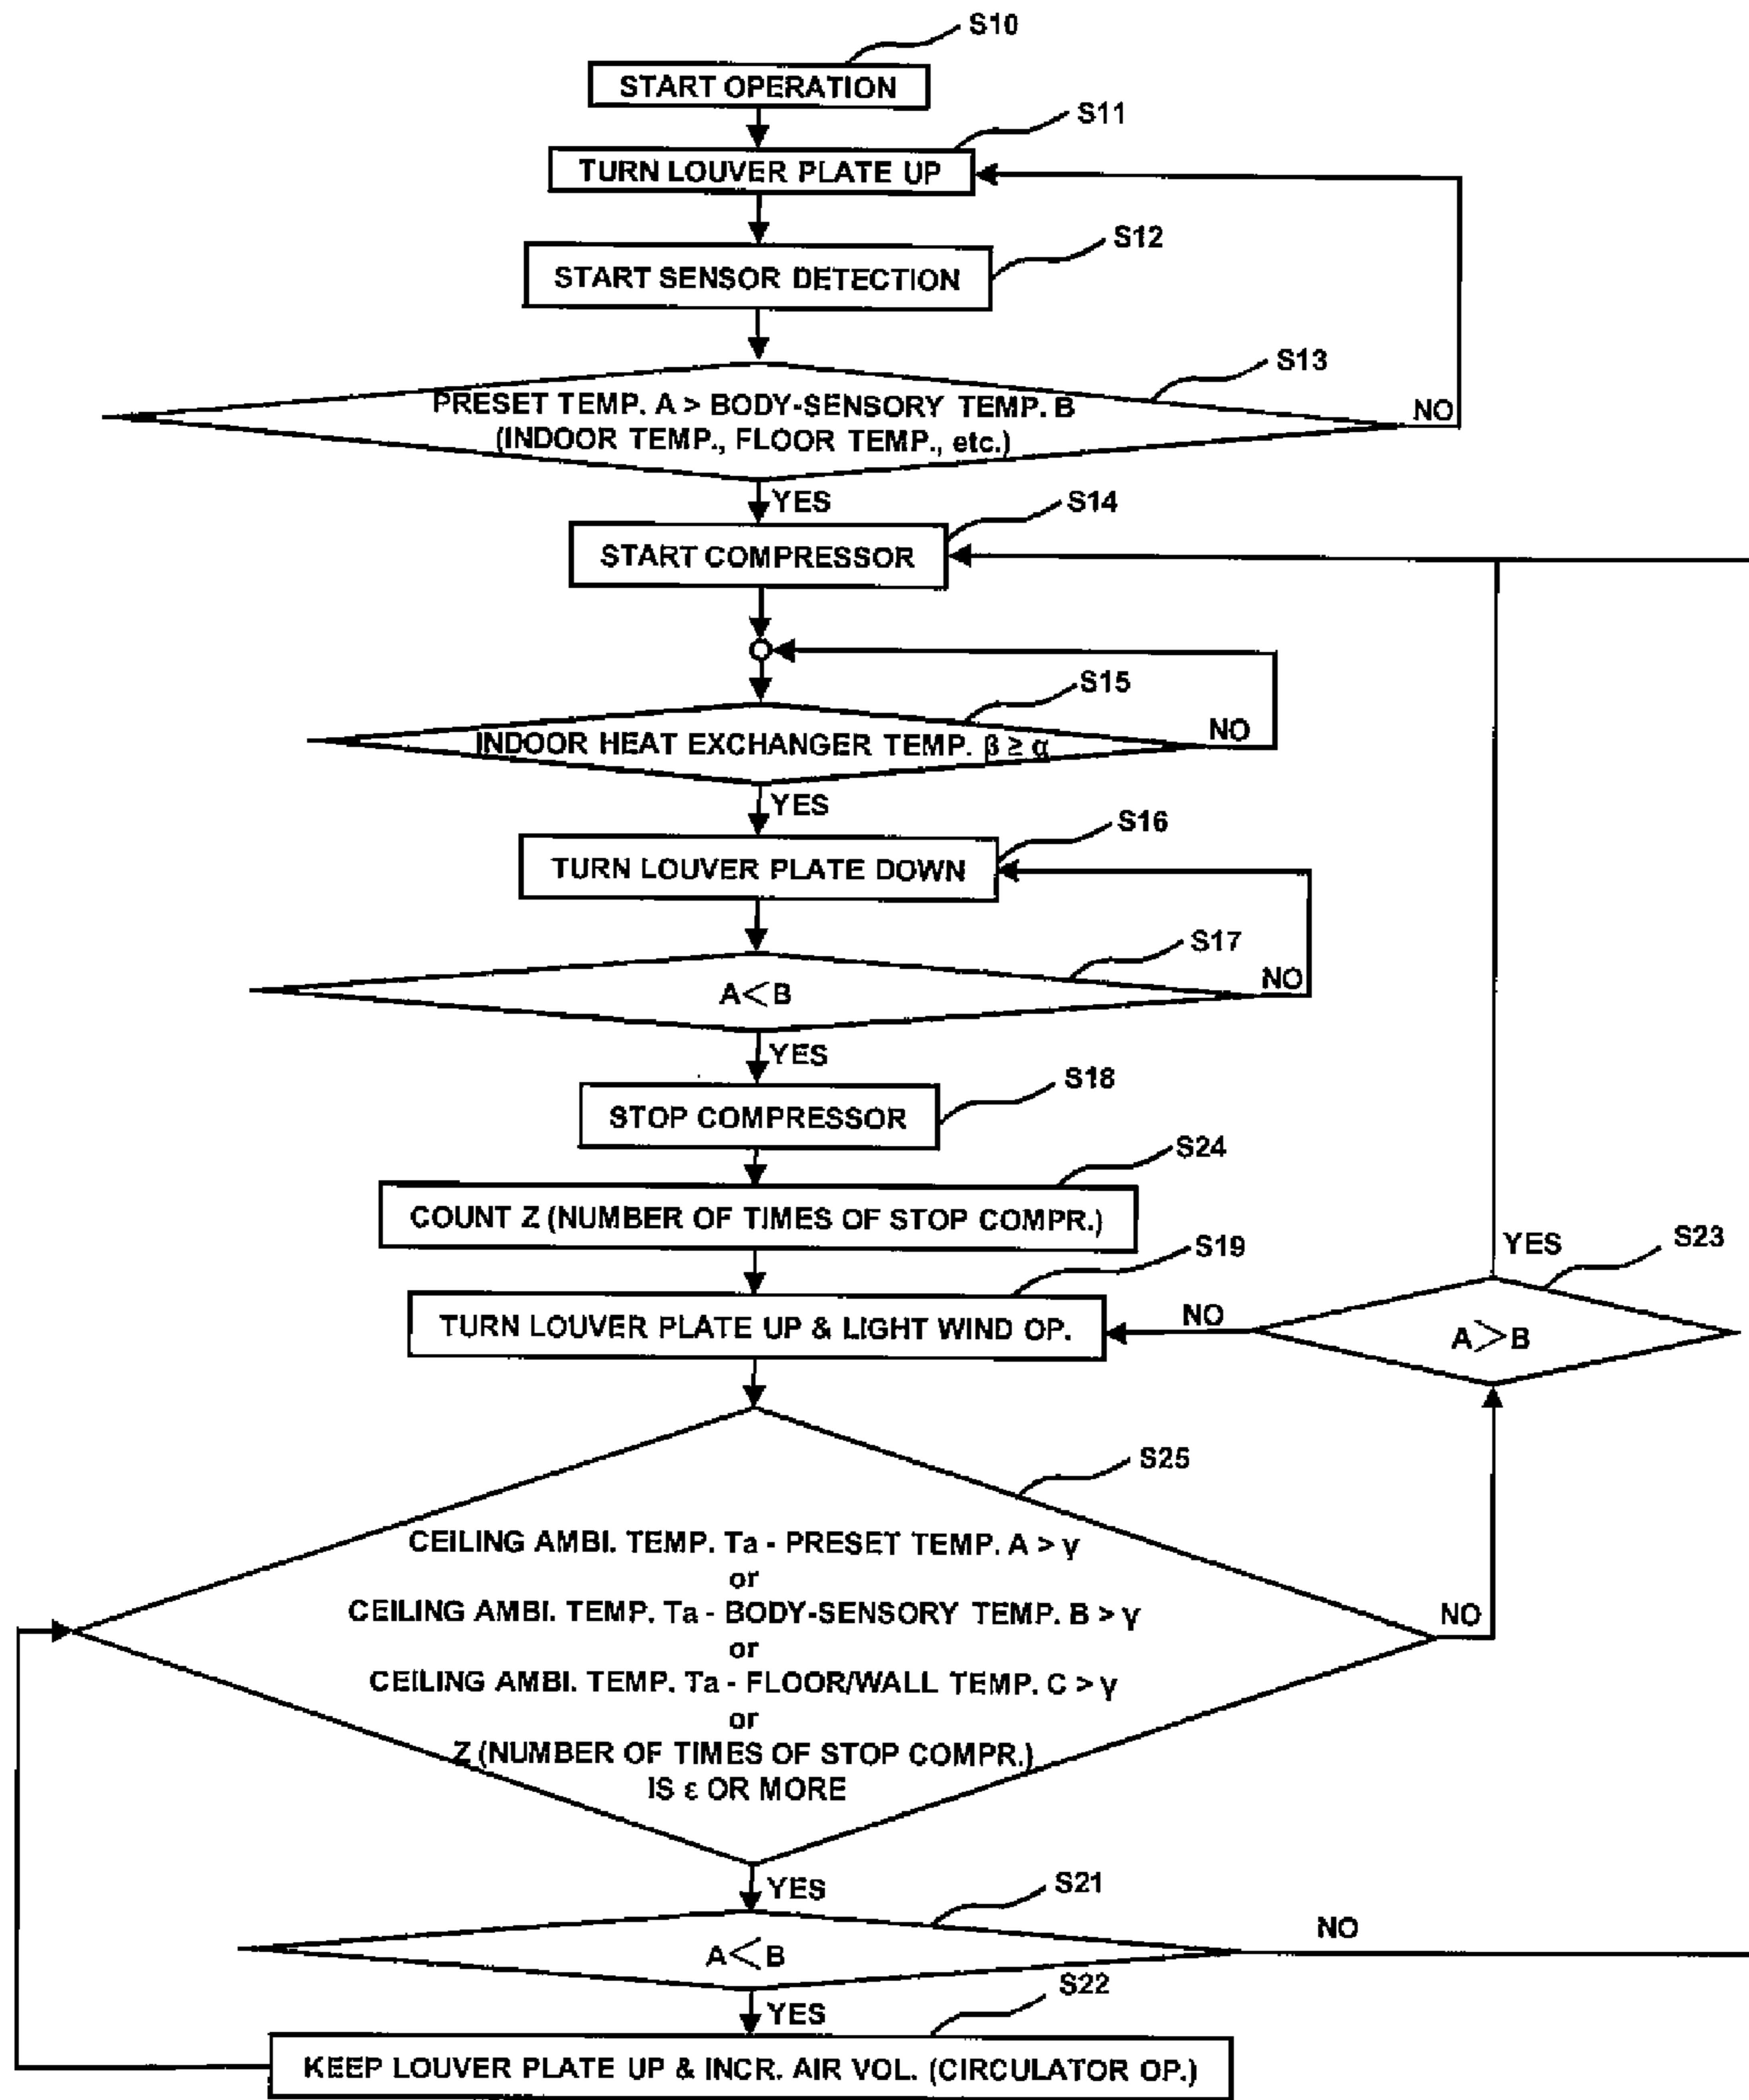 S10
START OPERATION
S11
TURN LOUVER PLATE UP
S12
START SENSOR DETECTION
S13
PRESET TEMP. A > BODY-SENSORY TEMP. B
(INDOOR TEMP., FLOOR TEMP., etc.)
NO
YES
S14
START COMPRESSOR
S15
INDOOR HEAT EXCHANGER TEMP. β ≥ α
NO
YES
S16
TURN LOUVER PLATE DOWN
S17
A<B
NO
YES
S18
STOP COMPRESSOR
S24
COUNT Z (NUMBER OF TIMES OF STOP COMPR.)
S19
TURN LOUVER PLATE UP & LIGHT WIND OP.
NO
YES
S23
A>B
S25
CEILING AMBI. TEMP. Ta - PRESET TEMP. A > γ
or
CEILING AMBI. TEMP. Ta - BODY-SENSORY TEMP. B > γ
or
CEILING AMBI. TEMP. Ta - FLOOR/WALL TEMP. C > γ
or
Z (NUMBER OF TIMES OF STOP COMPR.)
IS ε OR MORE
NO
YES
S21
A<B
NO
YES
S22
KEEP LOUVER PLATE UP & INCR. AIR VOL. (CIRCULATOR OP.)